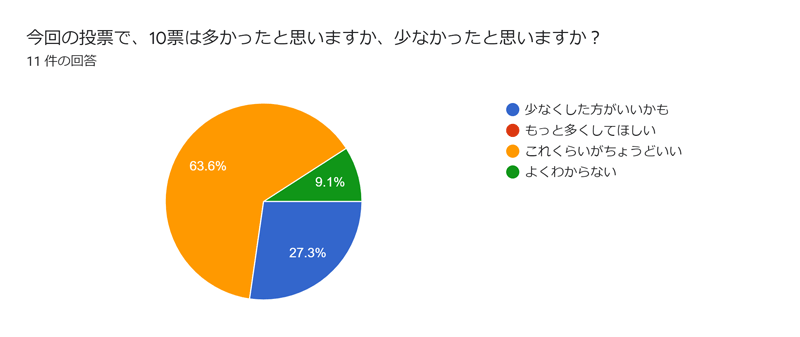 今回の投票で、10票は多かったと思いますか、少なかったと思いますか？
11 件の回答
少なくした方がいいかも
もっと多くしてほしい
これくらいがちょうどいい
よくわからない
63.6%
9.1%
27.3%